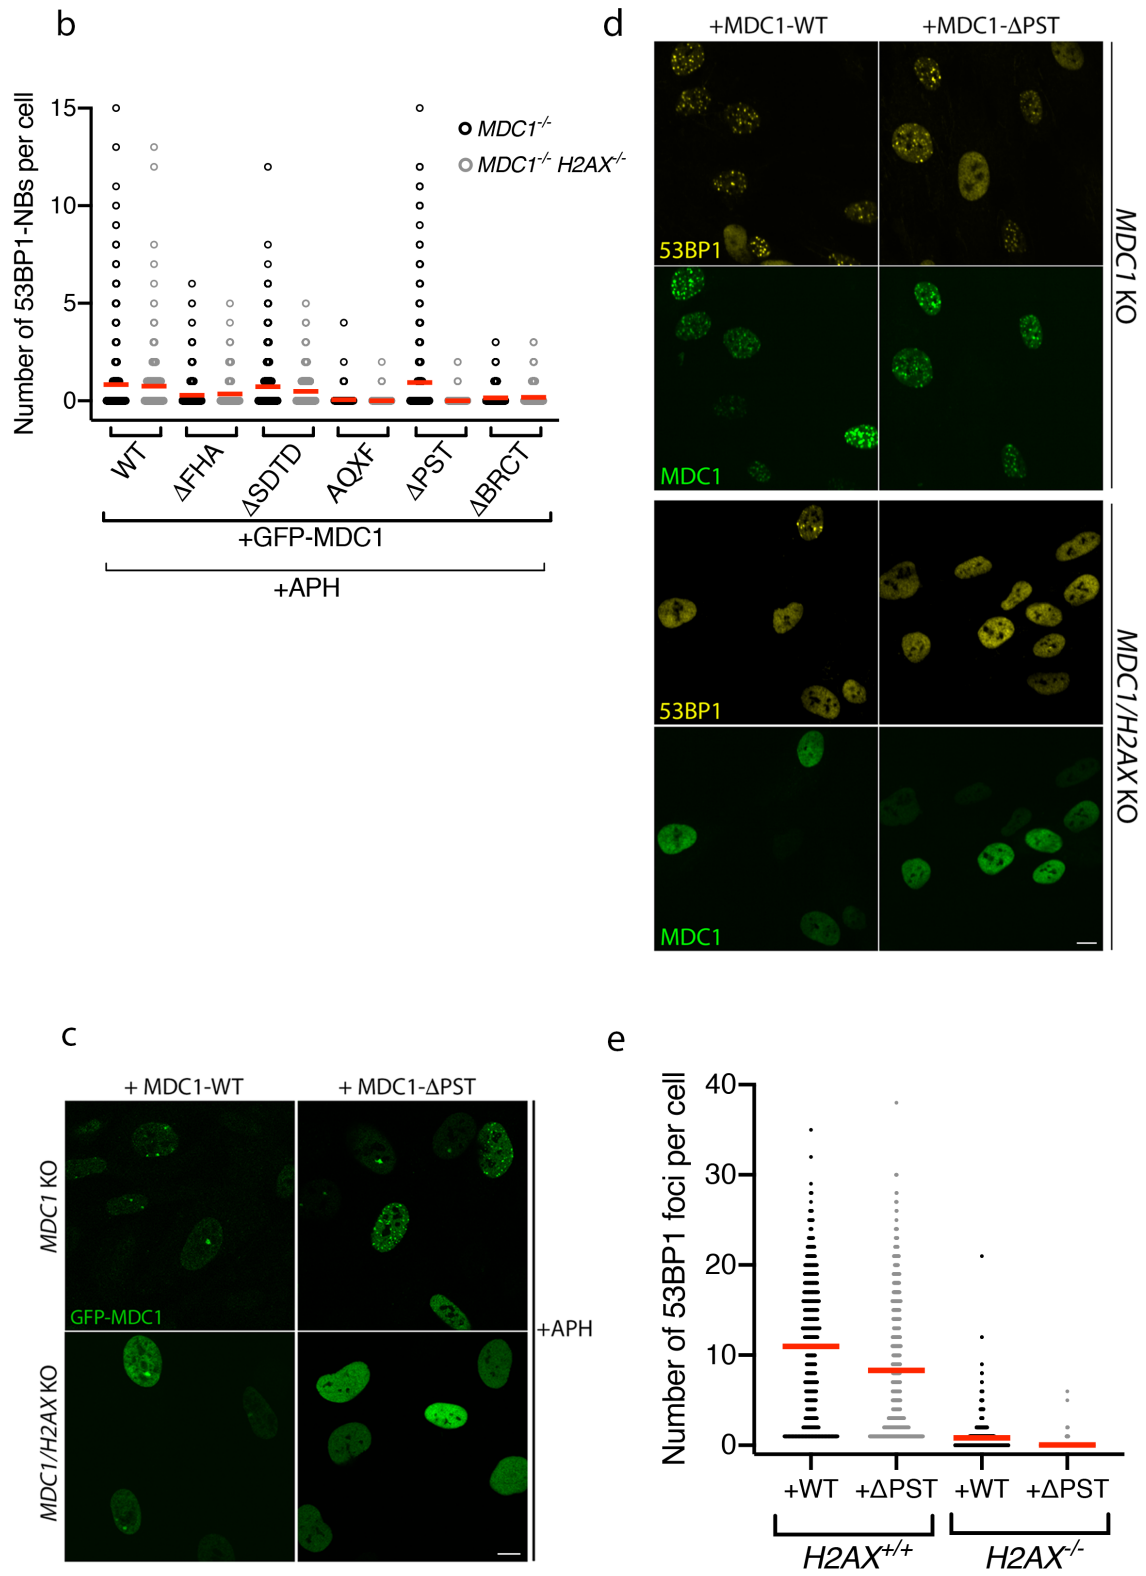 b
Number of 53BP1-NBs per cell
15
10
5
0
MDC1-/-
MDC1-/- H2AX-/-
WT
ΔFHA
ΔSDTD
AQXF
ΔPST
ΔBRCT
+GFP-MDC1
+APH
d
+MDC1-WT
+MDC1-ΔPST
53BP1
MDC1
MDC1 KO
53BP1
MDC1
MDC1/H2AX KO
c
+ MDC1-WT
+ MDC1-ΔPST
MDC1 KO
GFP-MDC1
MDC1/H2AX KO
+APH
e
Number of 53BP1 foci per cell
40
30
20
10
0
+WT
+ΔPST
+WT
+ΔPST
H2AX+/+
H2AX-/-